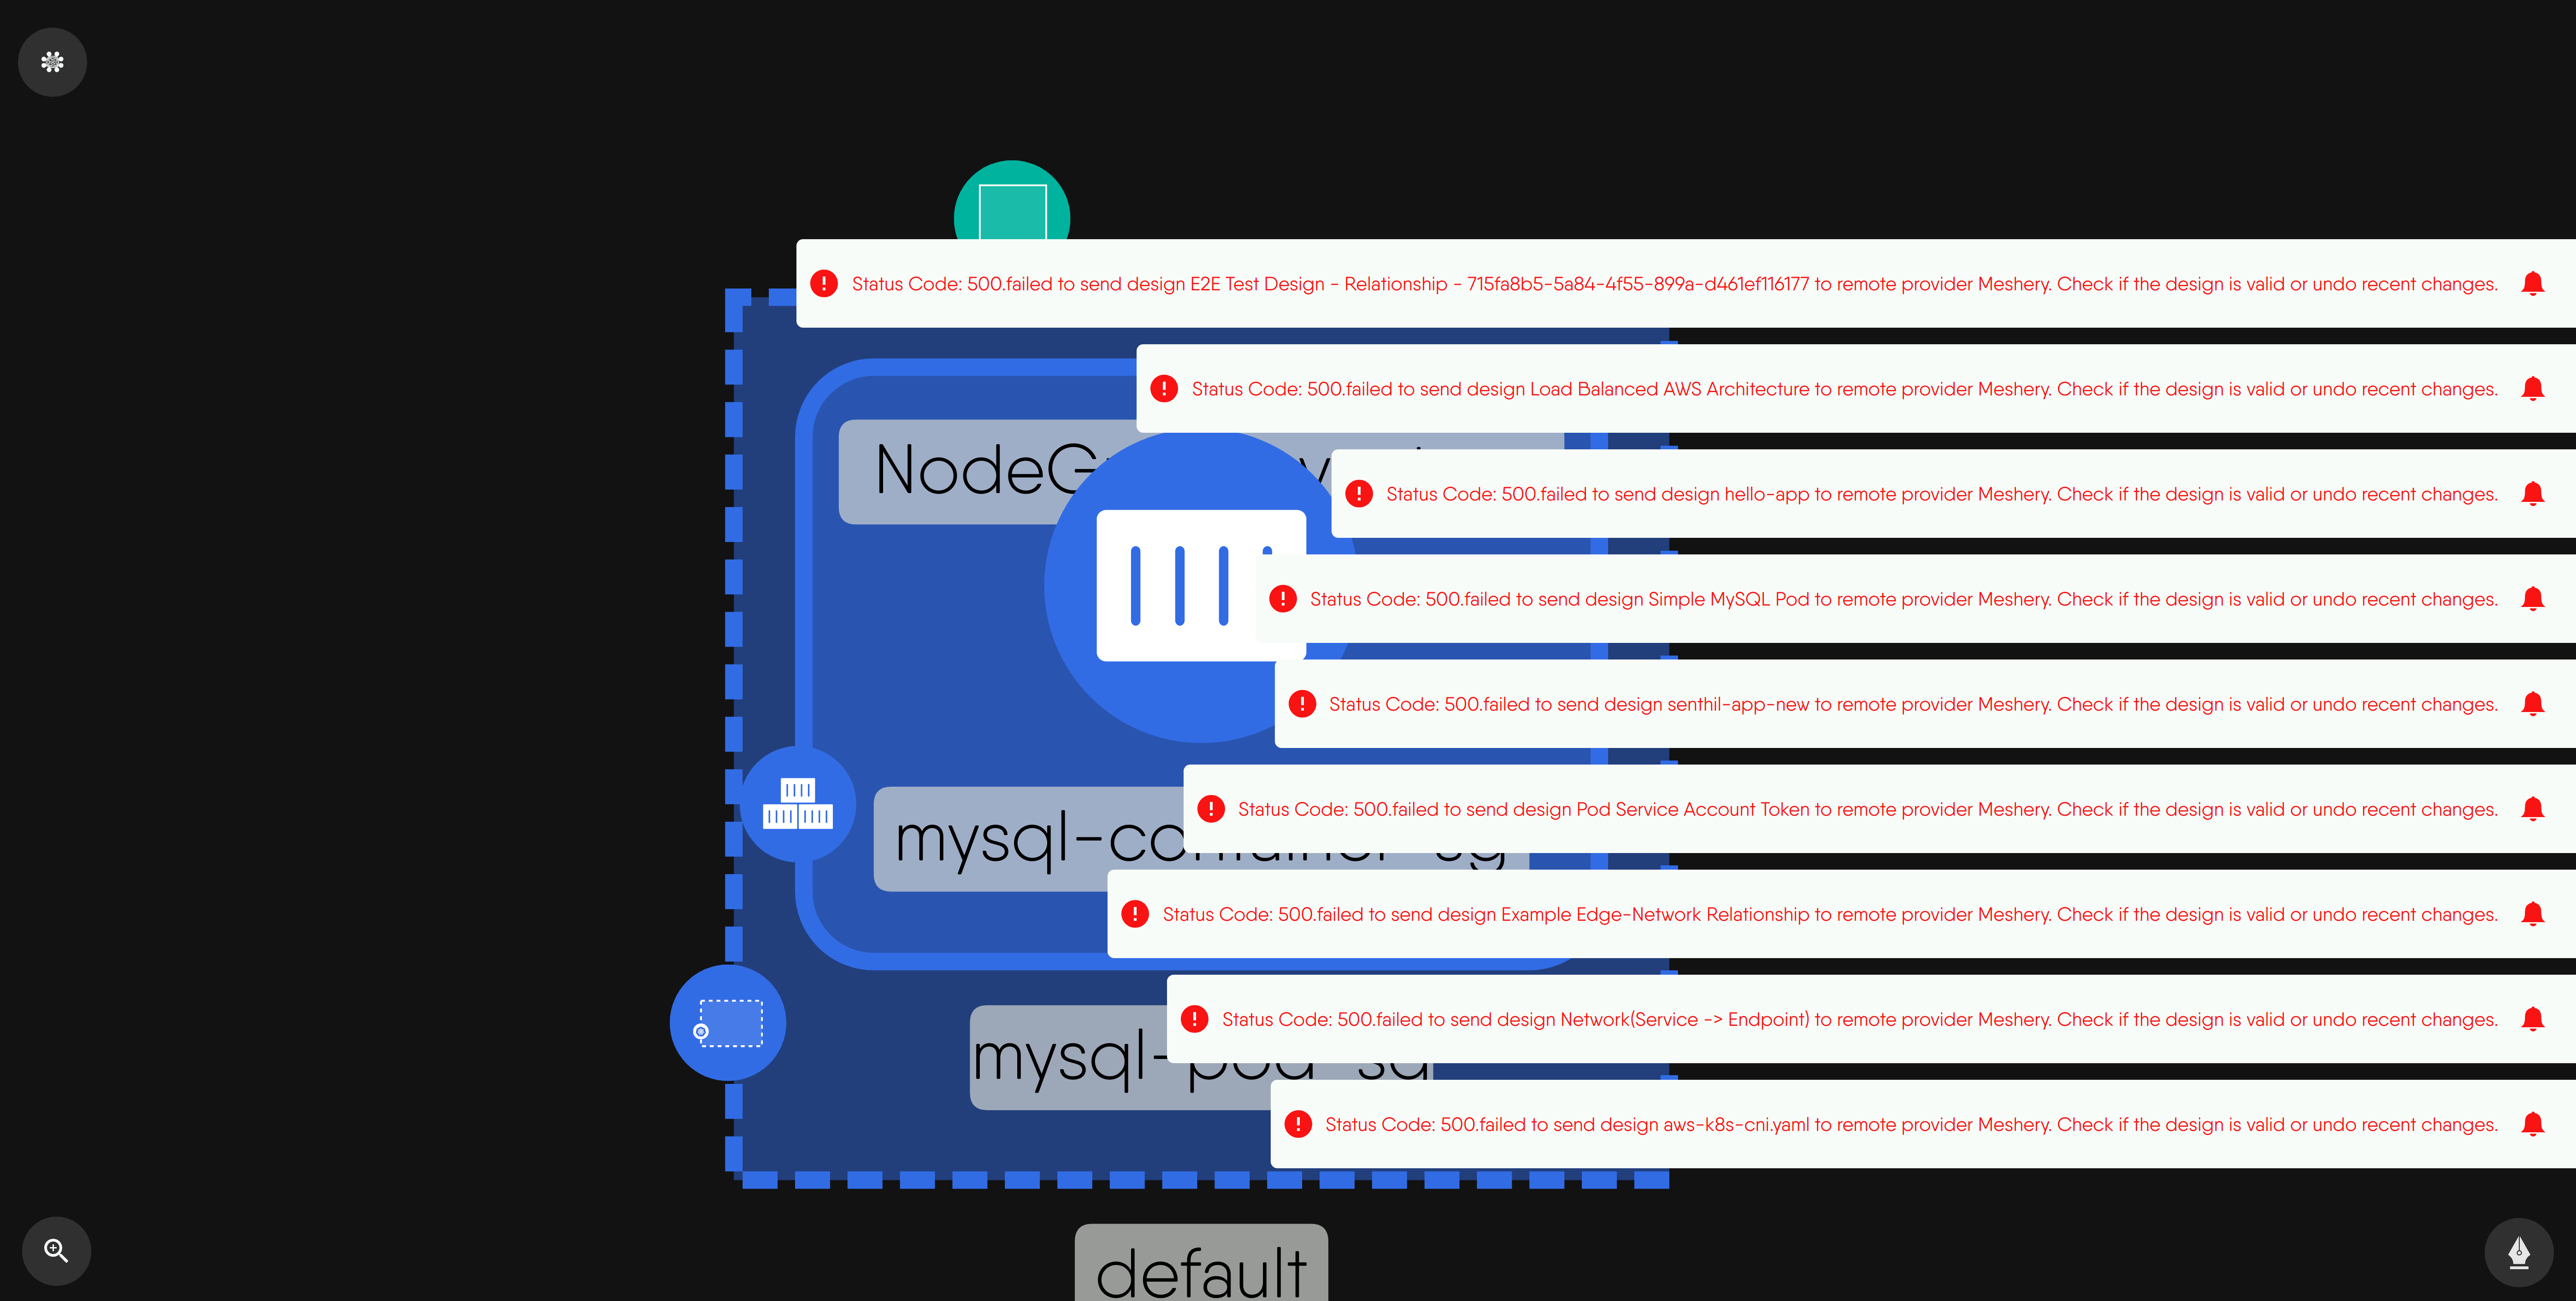 Status Code: 500.failed to send design E2E Test Design - Relationship - 715fa8b5-5a84-4f55-899a-d461ef116177 to remote provider Meshery. Check if the design is valid or undo recent changes.
Status Code: 500.failed to send design Load Balanced AWS Architecture to remote provider Meshery. Check if the design is valid or undo recent changes.
Status Code: 500.failed to send design hello-app to remote provider Meshery. Check if the design is valid or undo recent changes.
Status Code: 500.failed to send design Simple MySQL Pod to remote provider Meshery. Check if the design is valid or undo recent changes.
Status Code: 500.failed to send design senthil-app-new to remote provider Meshery. Check if the design is valid or undo recent changes.
Status Code: 500.failed to send design Pod Service Account Token to remote provider Meshery. Check if the design is valid or undo recent changes.
Status Code: 500.failed to send design Example Edge-Network Relationship to remote provider Meshery. Check if the design is valid or undo recent changes.
Status Code: 500.failed to send design Network(Service -> Endpoint) to remote provider Meshery. Check if the design is valid or undo recent changes.
mysql-pod
Status Code: 500.failed to send design aws-k8s-cni.yaml to remote provider Meshery. Check if the design is valid or undo recent changes.
default